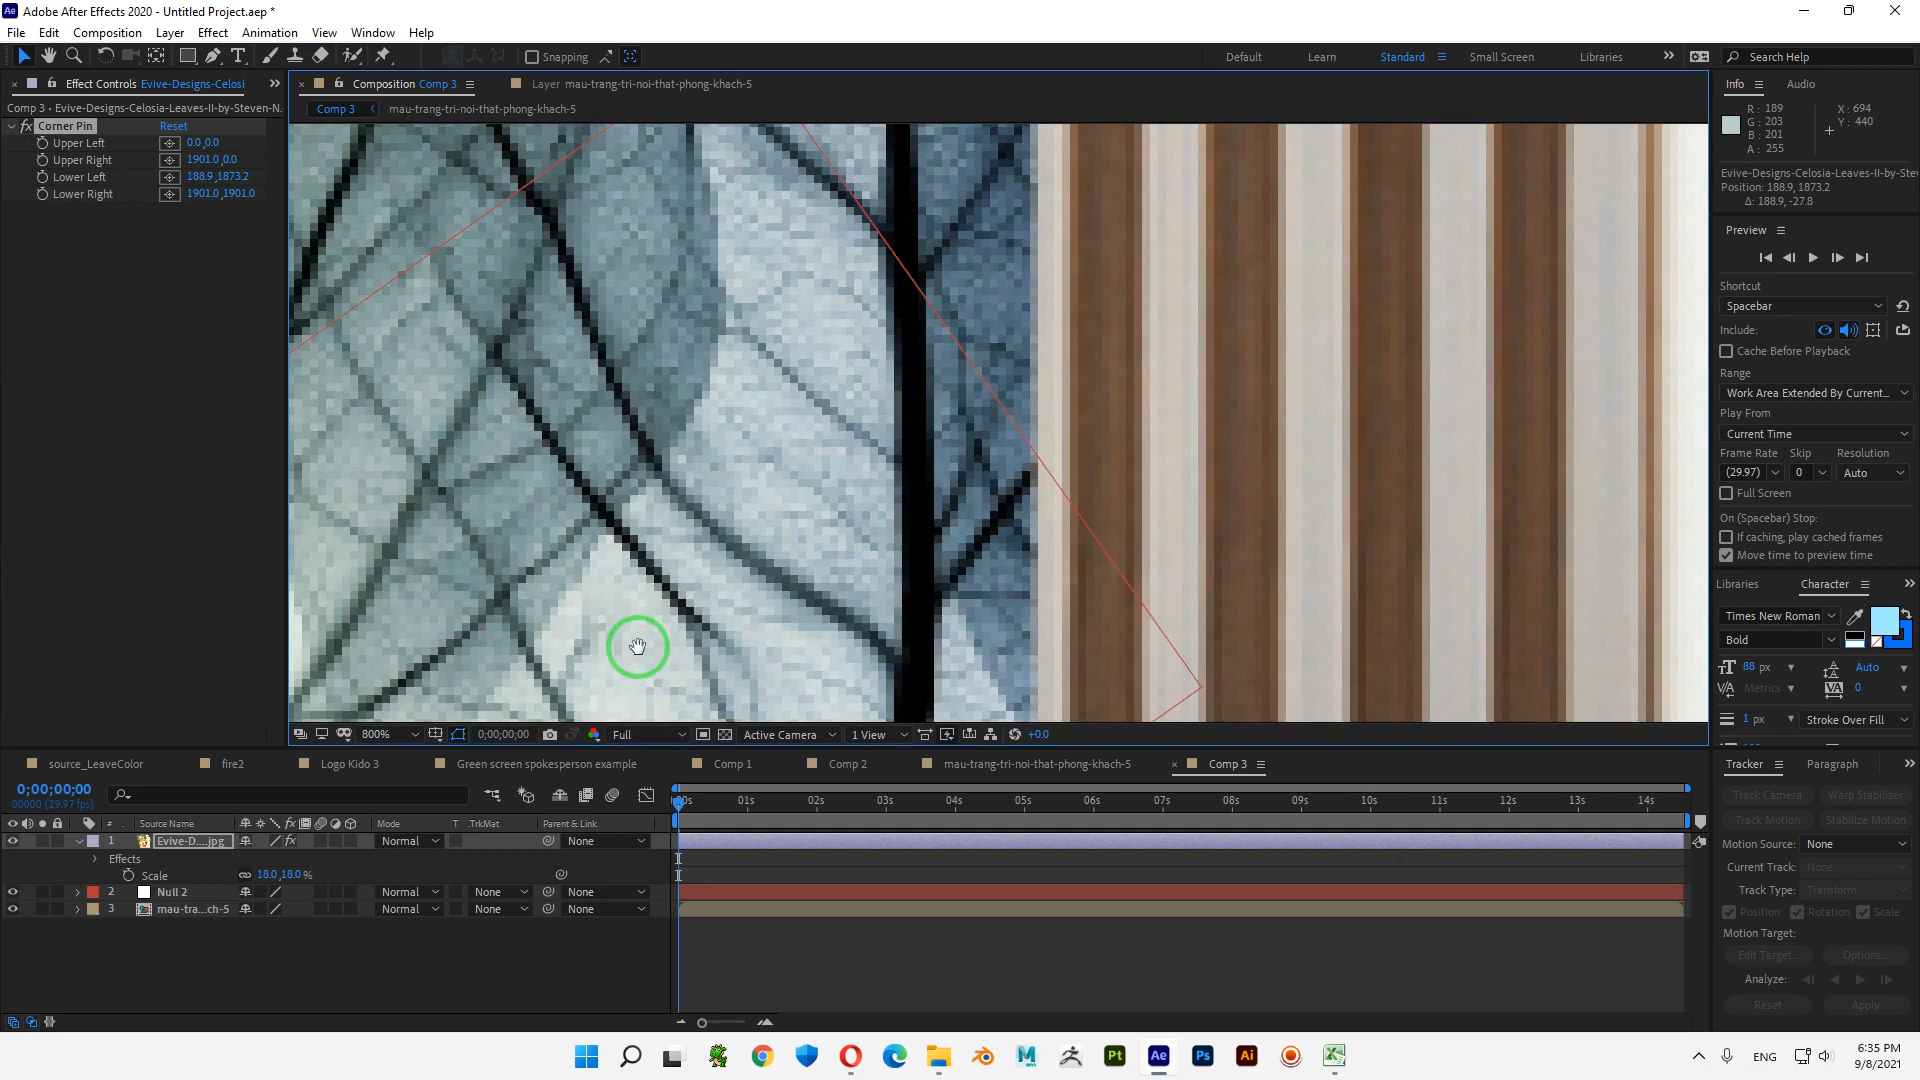 Adobe After Effects 2020 - Untitled Project.aep *
File Edit Composition Layer Effect Animation View Window Help
Snapping
Default Learn Standard Small Screen Libraries Search Help
Effect Controls Evive-Designs-Celosi
Composition Comp 3
Layer mau-trang-tri-noi-that-phong-khach-5
Comp 3 • Evive-Designs-Celosia-Leaves-II-by-Steven-N.
Comp 3 mau-trang-tri-noi-that-phong-khach-5
fx Corner Pin Reset
Upper Left 0.0,0.0
Upper Right 1901.0,0.0
Lower Left 188.9,1873.2
Lower Right 1901.0,1901.0
Info Audio
R: 189 X: 694
G: 203 Y: 440
B: 201
A: 255
Evive-Designs-Celosia-Leaves-II-by-Stev
Position: 188.9, 1873.2
Δ: 188.9, -27.8
Preview
Shortcut
Spacebar
Include:
Cache Before Playback
Range
Work Area Extended By Current...
Play From
Current Time
Frame Rate Skip Resolution
(29.97) 0 Auto
Full Screen
On (Spacebar) Stop:
If caching, play cached frames
Move time to preview time
Libraries Character
Times New Roman
Bold
88 px Auto
Metrics 0
1 px Stroke Over Fill
800% 0;00;00;00 Full Active Camera 1 View +0.0
source_LeaveColor fire2 Logo Kido 3 Green screen spokesperson example Comp 1 Comp 2 mau-trang-tri-noi-that-phong-khach-5 Comp 3
0;00;00;00
00000 (29.97 fps)
:00s 01s 02s 03s 04s 05s 06s 07s 08s 09s 10s 11s 12s 13s 14s
# Source Name Mode T .TrkMat Parent & Link
1 Evive-D....jpg Normal None
Effects
Scale 18.0,18.0%
2 Null 2 Normal None None
3 mau-tra...ch-5 Normal None None
Tracker Paragraph
Track Camera Warp Stabilizer
Track Motion Stabilize Motion
Motion Source: None
Current Track: None
Track Type: Transform
Position Rotation Scale
Motion Target:
Edit Target... Options...
Analyze:
Reset Apply
Pt Ae Ps Ai
ENG
6:35 PM
9/8/2021